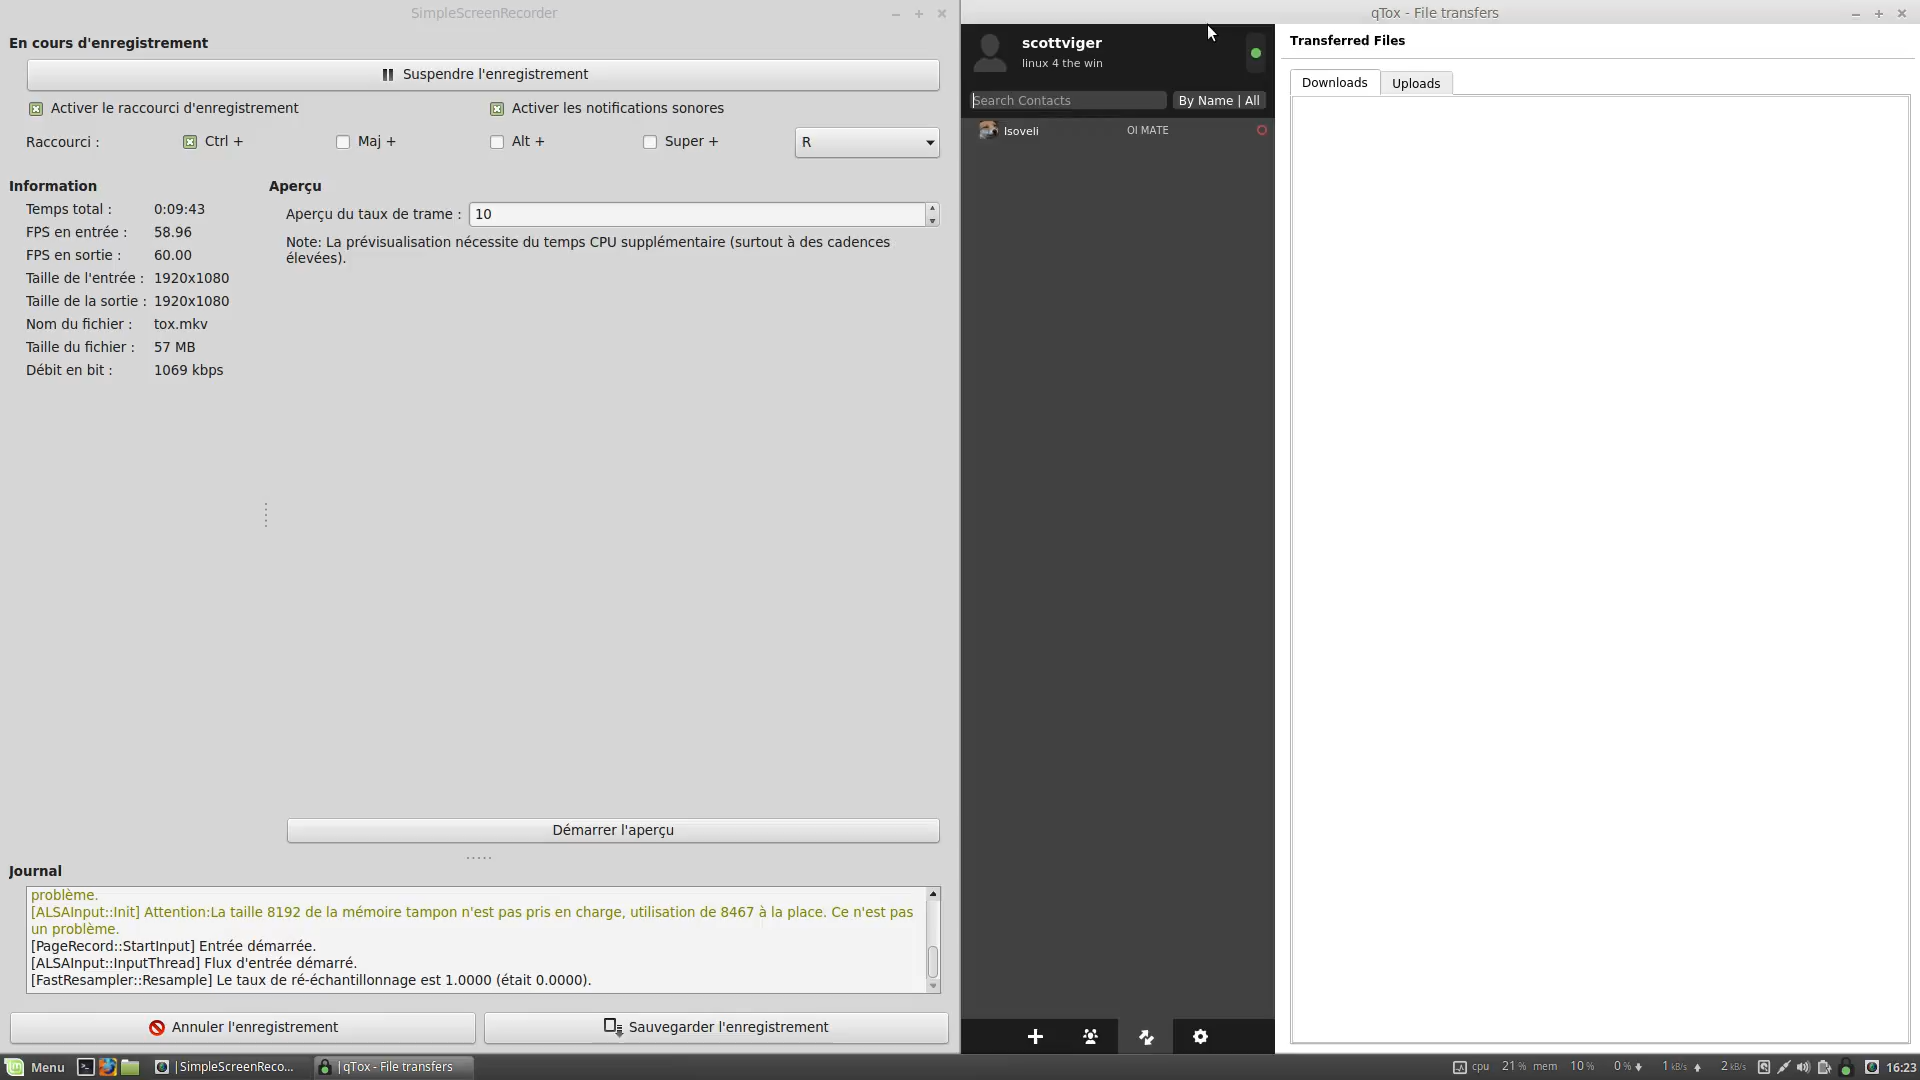 SimpleScreenRecorder
En cours d'enregistrement
Suspendre l'enregistrement
Activer le raccourci d'enregistrement
Activer les notifications sonores
Raccourci :
Ctrl +
Maj +
Alt +
Super +
R
Information
Temps total : 0:09:43
FPS en entrée : 58.96
FPS en sortie : 60.00
Taille de l'entrée : 1920x1080
Taille de la sortie : 1920x1080
Nom du fichier : tox.mkv
Taille du fichier : 57 MB
Débit en bit : 1069 kbps
Aperçu
Aperçu du taux de trame : 10
Note: La prévisualisation nécessite du temps CPU supplémentaire (surtout à des cadences
élevées).
Démarrer l'aperçu
Journal
problème.
[ALSAInput::Init] Attention:La taille 8192 de la mémoire tampon n'est pas pris en charge, utilisation de 8467 à la place. Ce n'est pas
un problème.
[PageRecord::StartInput] Entrée démarrée.
[ALSAInput::InputThread] Flux d'entrée démarré.
[FastResampler::Resample] Le taux de ré-échantillonnage est 1.0000 (était 0.0000).
Annuler l'enregistrement
Sauvegarder l'enregistrement
qTox - File transfers
scottviger
linux 4 the win
Search Contacts
By Name | All
lsoveli
OI MATE
Transferred Files
Downloads
Uploads
Menu
|SimpleScreenReco...
|qTox - File transfers
cpu 21 % mem 10 % 0 % 1 kB/s 2 kB/s
16:23